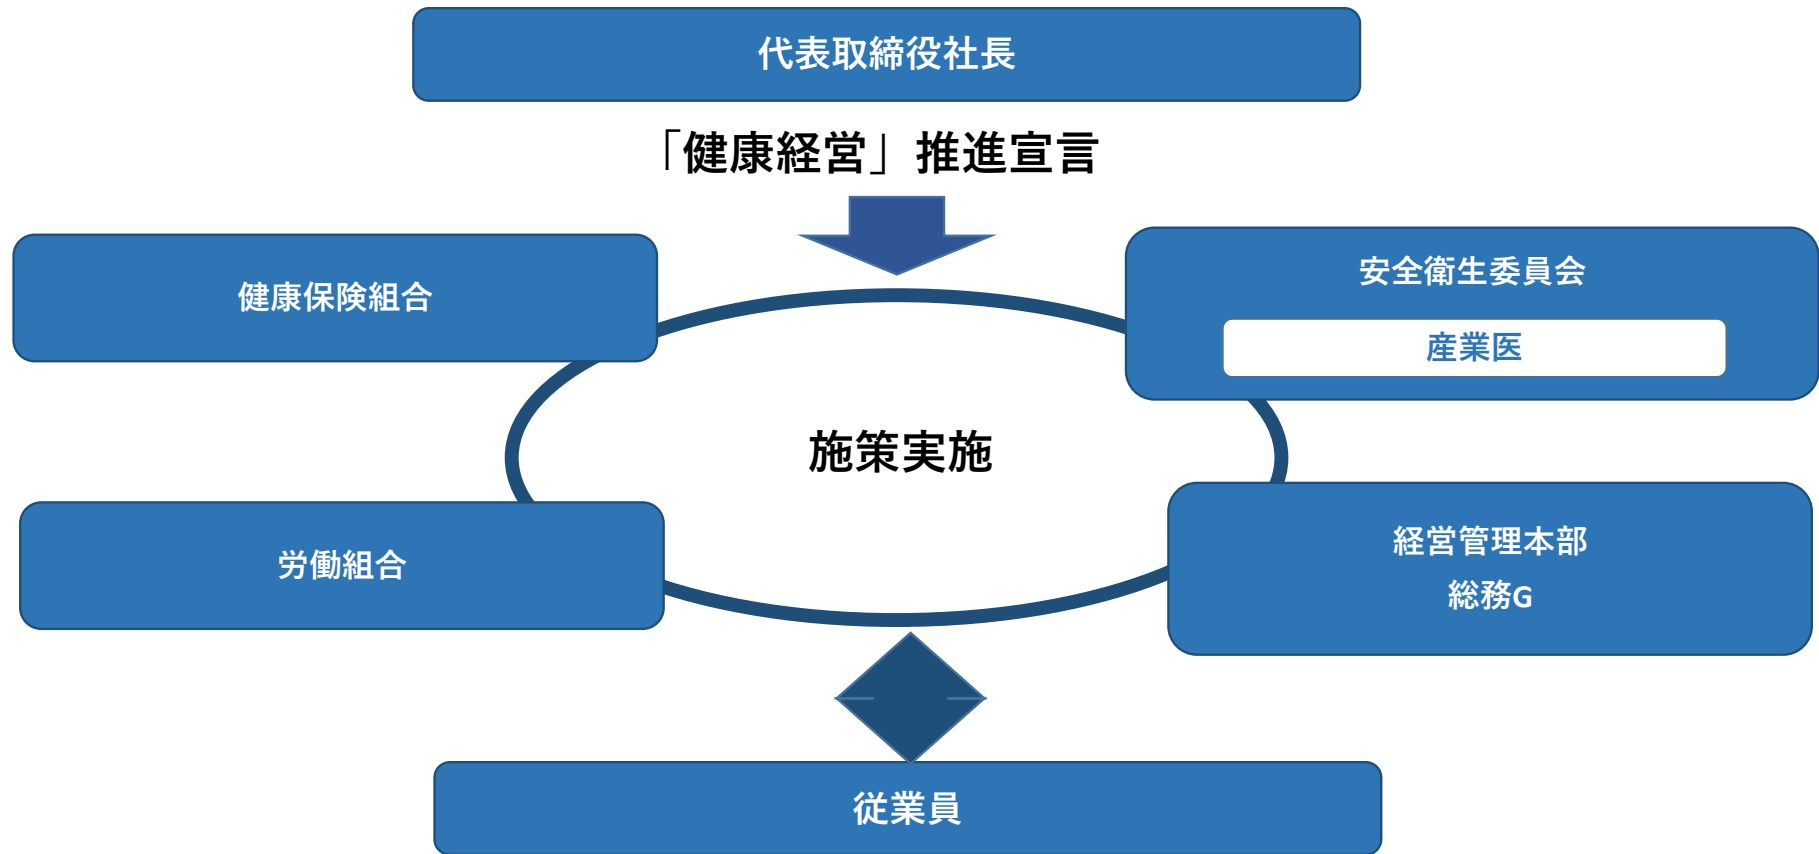 代表取締役社長
「健康経営」推進宣言
健康保険組合
安全衛生委員会
産業医
施策実施
労働組合
経営管理本部
総務G
従業員